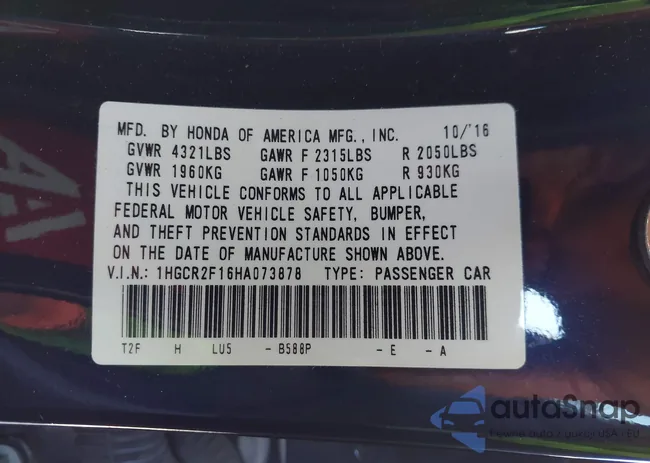 MFD. BY HONDA OF AMERICA MFG., INC. 10/'16
GVWR 4321LBS GAWR F 2315LBS R 2050LBS
GVWR 1960KG GAWR F 1050KG R 930KG
THIS VEHICLE CONFORMS TO ALL APPLICABLE
FEDERAL MOTOR VEHICLE SAFETY, BUMPER,
AND THEFT PREVENTION STANDARDS IN EFFECT
ON THE DATE OF MANUFACTURE SHOWN ABOVE.
V.I.N.: 1HGCR2F16HA073878 TYPE: PASSENGER CAR
T2F H LU5 - B588P - E - A
autoSnap